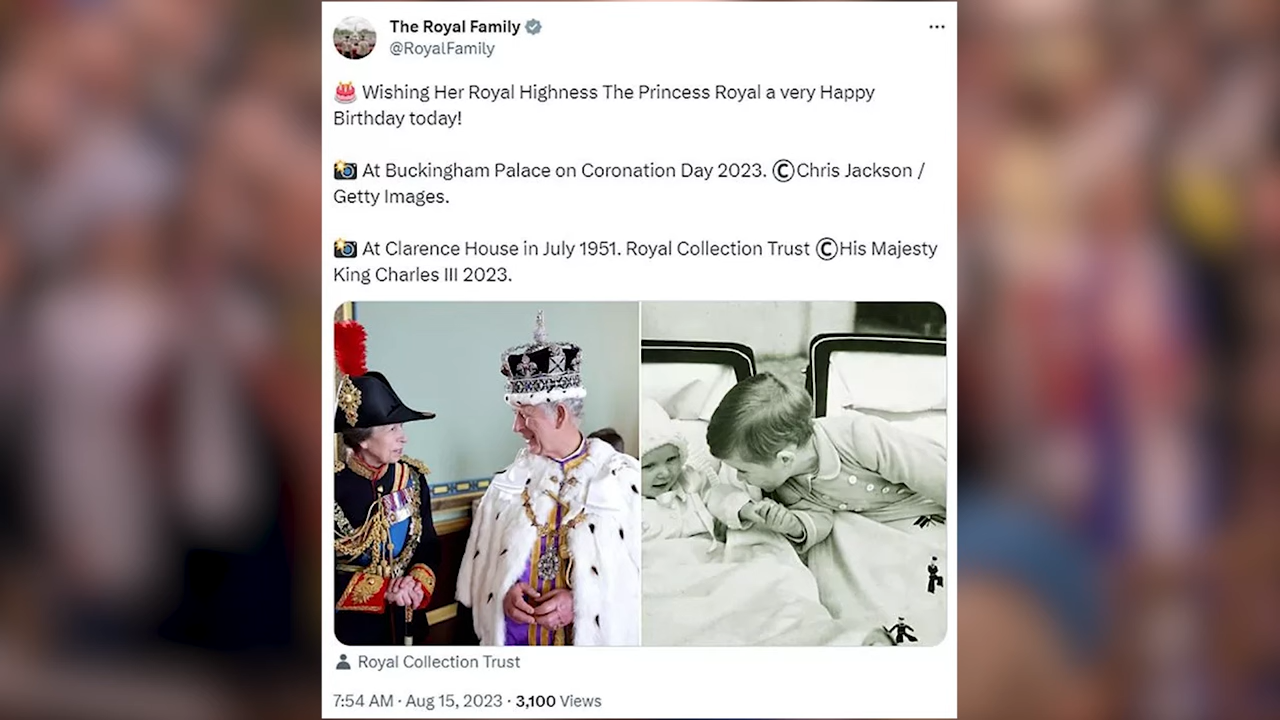 The Royal Family
@RoyalFamily
🎂 Wishing Her Royal Highness The Princess Royal a very Happy
Birthday today!
📸 At Buckingham Palace on Coronation Day 2023. ©Chris Jackson /
Getty Images.
📸 At Clarence House in July 1951. Royal Collection Trust ©His Majesty
King Charles III 2023.
Royal Collection Trust
7:54 AM · Aug 15, 2023 · 3,100 Views